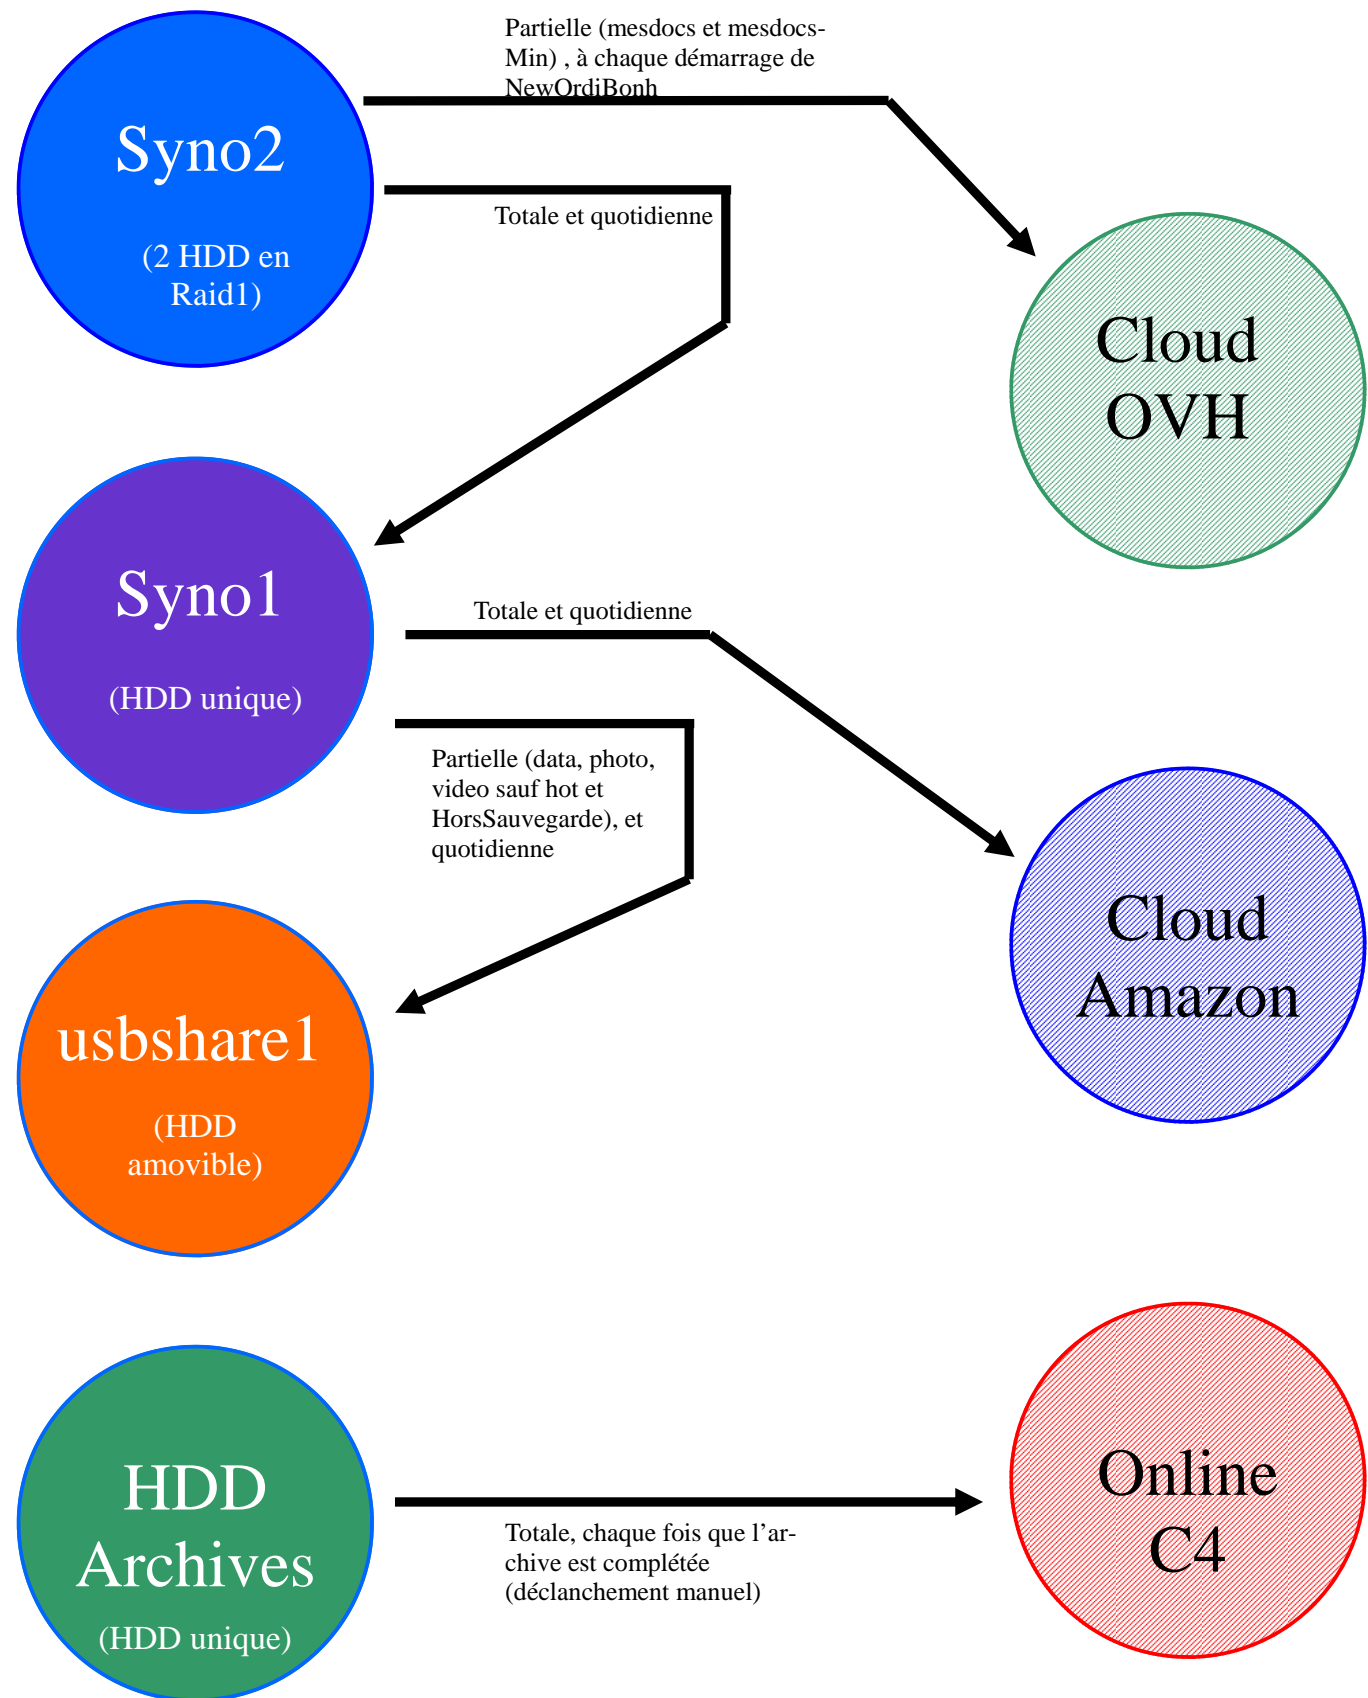 Partielle (mesdocs et mesdocs-
Min) , à chaque démarrage de
NewOrdiBonh
Syno2
(2 HDD en
Raid1)
Totale et quotidienne
Cloud
OVH
Syno1
(HDD unique)
Totale et quotidienne
Partielle (data, photo,
video sauf hot et
HorsSauvegarde), et
quotidienne
Cloud
Amazon
usbshare1
(HDD
amovible)
HDD
Archives
(HDD unique)
Totale, chaque fois que l’ar-
chive est complétée
(déclanchement manuel)
Online
C4